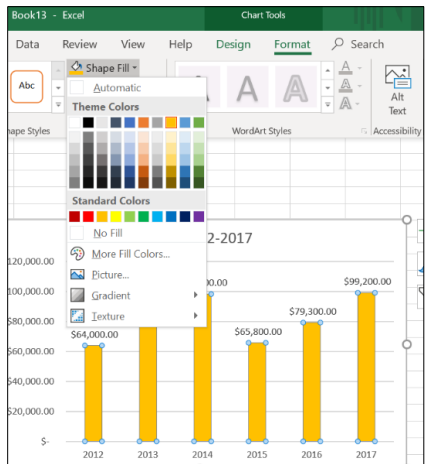 Book13 - Excel
Chart Tools
Data Review View Help Design Format Search
Shape Fill
Abc
Automatic
Theme Colors
A A A
Alt
Text
Shape Styles
WordArt Styles
Accessibility
Standard Colors
No Fill
More Fill Colors...
Picture...
Gradient
Texture
2-2017
120,000.00
100,000.00
$80,000.00
$60,000.00
$40,000.00
$20,000.00
$-
$64,000.00
00.00
$65,800.00
$79,300.00
$99,200.00
2012 2013 2014 2015 2016 2017